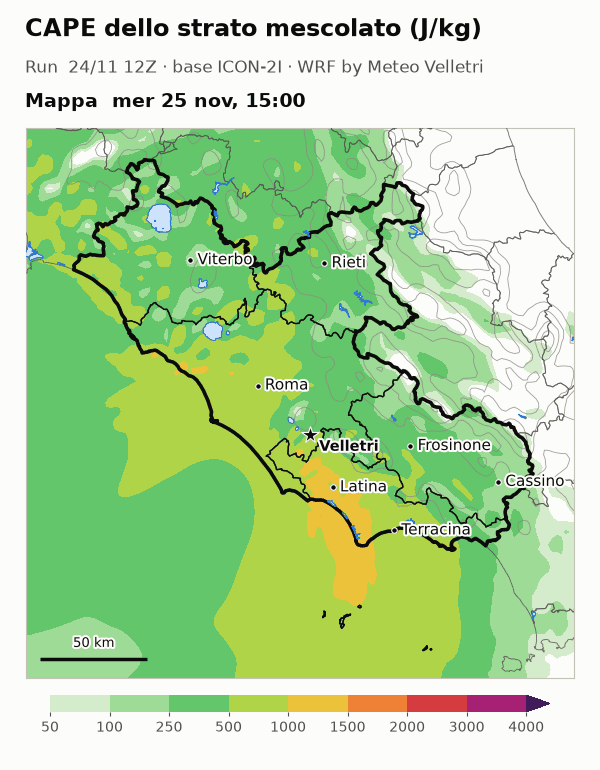 CAPE dello strato mescolato (J/kg)
Run  24/11 12Z · base ICON-2I · WRF by Meteo Velletri
Mappa  mer 25 nov, 15:00
Viterbo
Rieti
Roma
Velletri
Frosinone
Cassino
Latina
Terracina
50 km
50 100 250 500 1000 1500 2000 3000 4000